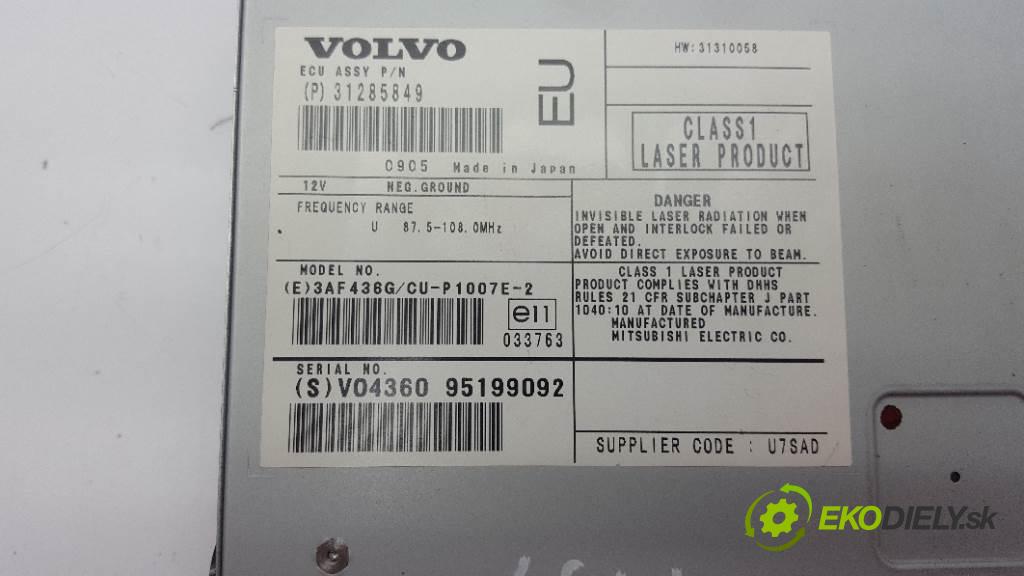 VOLVO
ECU ASSY P/N
(P) 31285849
EU
0905 Made in Japan
HW:31310058
CLASS1
LASER PRODUCT
12V NEG.GROUND
FREQUENCY RANGE
U 87.5-108.0MHz
DANGER
INVISIBLE LASER RADIATION WHEN
OPEN AND INTERLOCK FAILED OR
DEFEATED.
AVOID DIRECT EXPOSURE TO BEAM.
MODEL NO.
(E)3AF436G/CU-P1007E-2
e11
033763
CLASS 1 LASER PRODUCT
PRODUCT COMPLIES WITH DHHS
RULES 21 CFR SUBCHAPTER J PART
1040:10 AT DATE OF MANUFACTURE.
MANUFACTURED
MITSUBISHI ELECTRIC CO.
SERIAL NO.
(S)V04360 95199092
SUPPLIER CODE : U7SAD
EKODIELY.sk